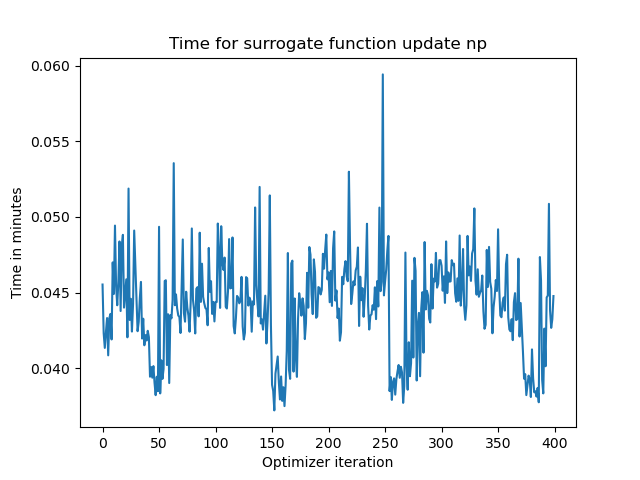 Time for surrogate function update np
Time in minutes
0.060
0.055
0.050
0.045
0.040
0 50 100 150 200 250 300 350 400
Optimizer iteration